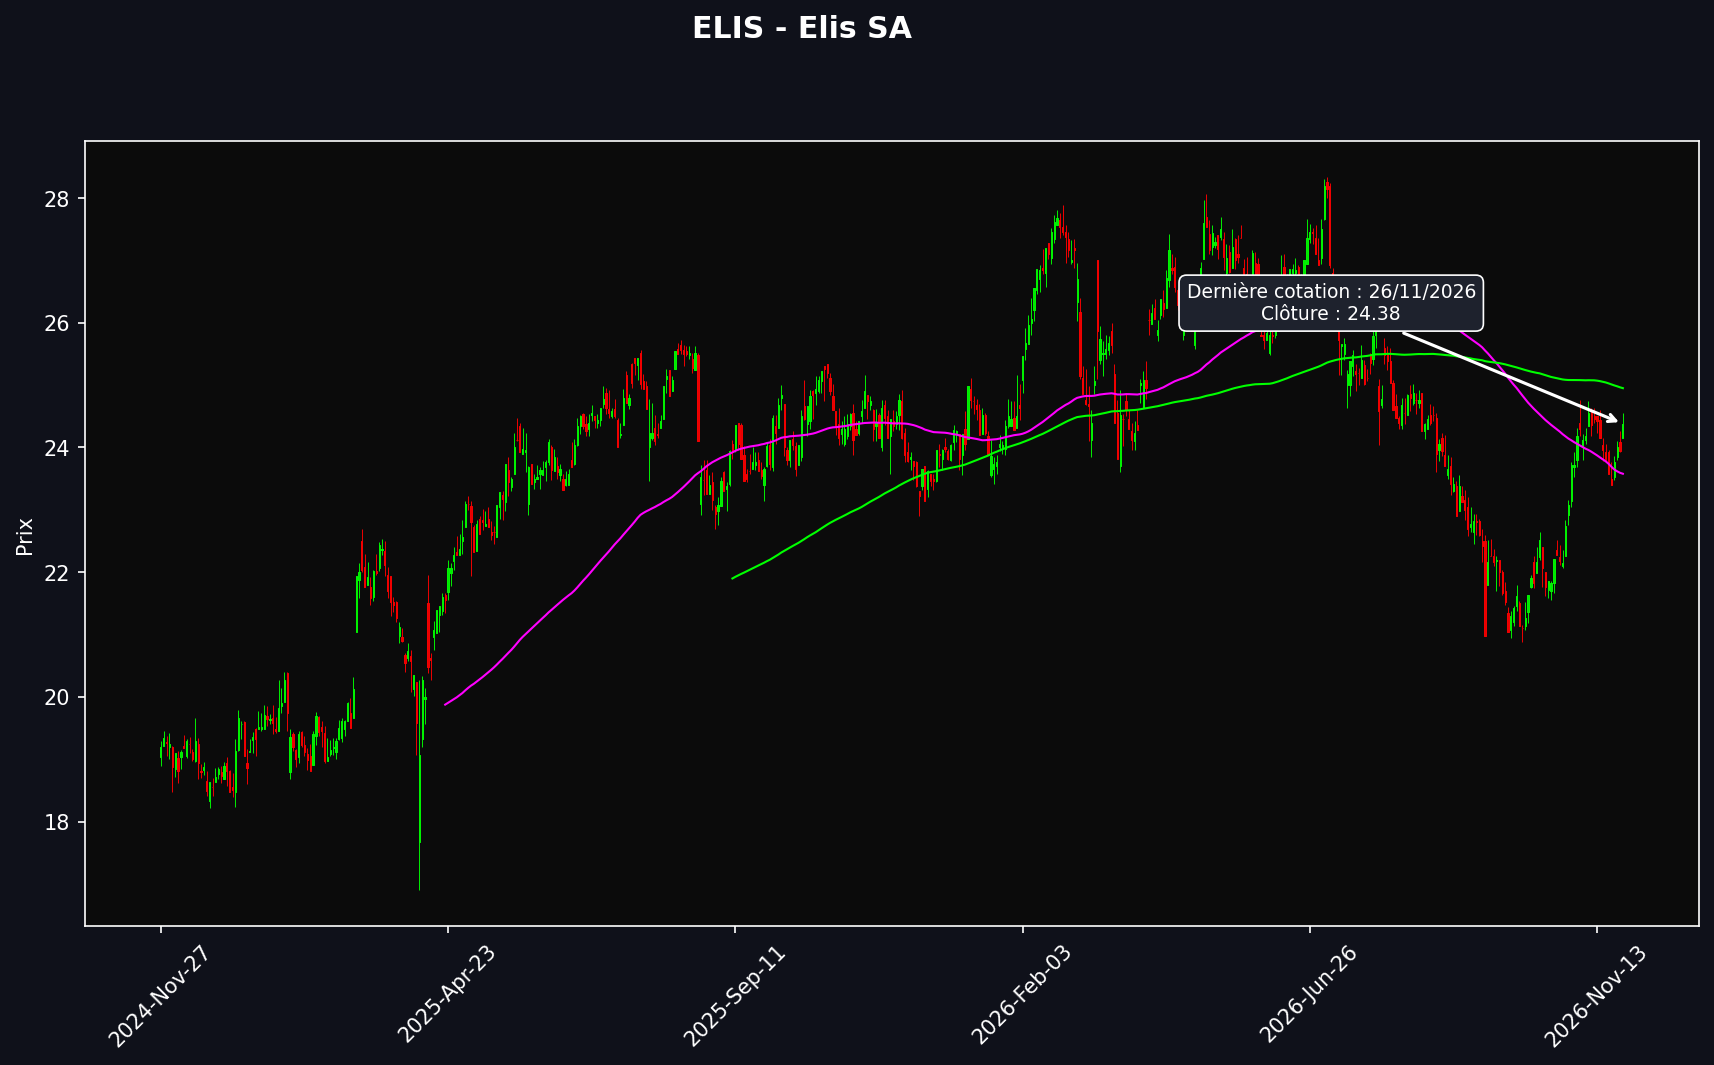 ELIS - Elis SA
28
26
24
22
20
18
Prix
Dernière cotation : 26/11/2026
Clôture : 24.38
2024-Nov-27
2025-Apr-23
2025-Sep-11
2026-Feb-03
2026-Jun-26
2026-Nov-13